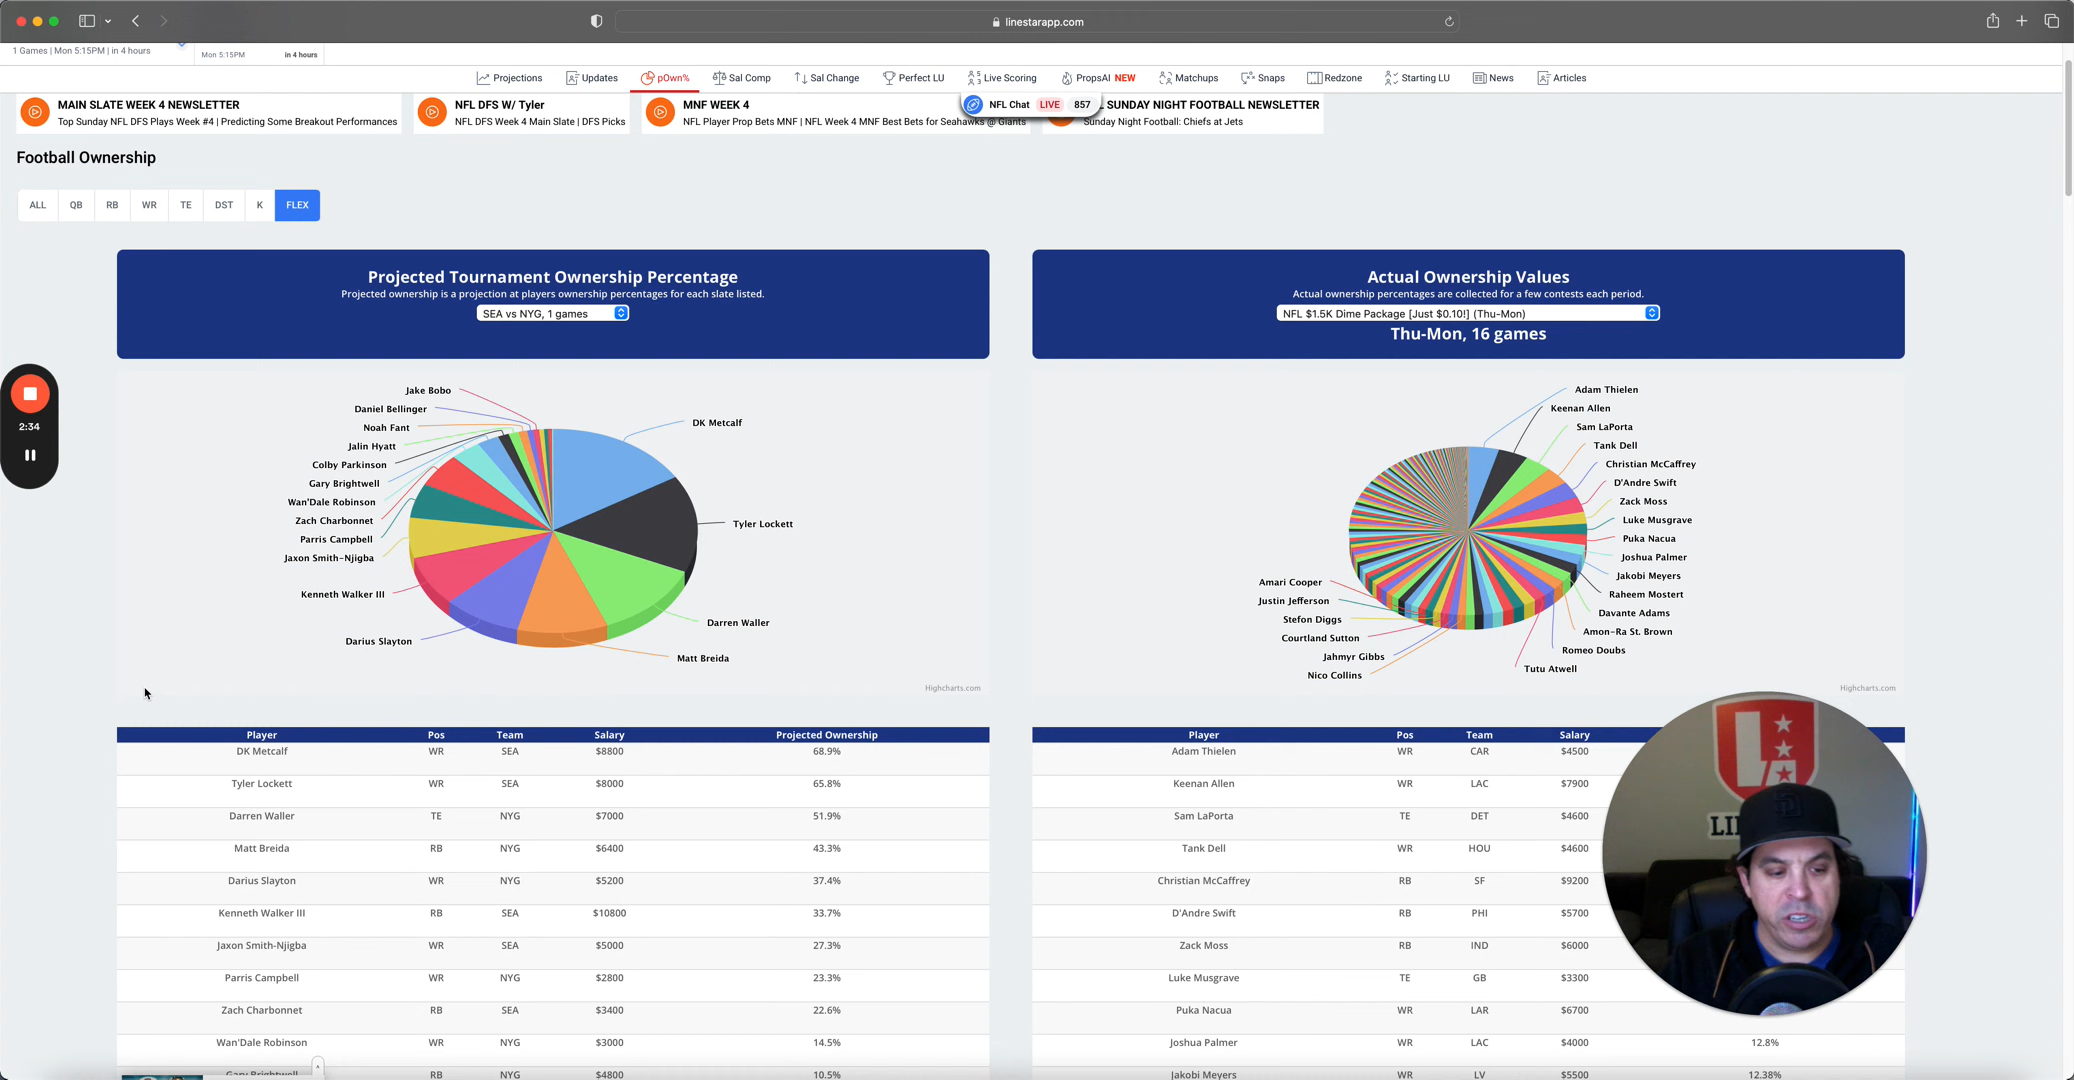 linestarapp.com
1 Games | Mon 5:15PM | in 4 hours
Mon 5:15PM in 4 hours
Projections Updates pOwn% Sal Comp Sal Change Perfect LU Live Scoring PropsAI NEW Matchups Snaps Redzone Starting LU News Articles
MAIN SLATE WEEK 4 NEWSLETTER
Top Sunday NFL DFS Plays Week #4 | Predicting Some Breakout Performances
NFL DFS W/ Tyler
NFL DFS Week 4 Main Slate | DFS Picks
MNF WEEK 4
NFL Player Prop Bets MNF | NFL Week 4 MNF Best Bets for Seahawks @ Giants
NFL Chat LIVE 857
SUNDAY NIGHT FOOTBALL NEWSLETTER
Sunday Night Football: Chiefs at Jets
Football Ownership
ALL QB RB WR TE DST K FLEX
Projected Tournament Ownership Percentage
Projected ownership is a projection at players ownership percentages for each slate listed.
SEA vs NYG, 1 games
Actual Ownership Values
Actual ownership percentages are collected for a few contests each period.
NFL $1.5K Dime Package [Just $0.10!] (Thu-Mon)
Thu-Mon, 16 games
2:34
Jake Bobo
Daniel Bellinger
Noah Fant
Jalin Hyatt
Colby Parkinson
Gary Brightwell
Wan'Dale Robinson
Zach Charbonnet
Parris Campbell
Jaxon Smith-Njigba
Kenneth Walker III
Darius Slayton
DK Metcalf
Tyler Lockett
Darren Waller
Matt Breida
Highcharts.com
Adam Thielen
Keenan Allen
Sam LaPorta
Tank Dell
Christian McCaffrey
D'Andre Swift
Zack Moss
Luke Musgrave
Puka Nacua
Joshua Palmer
Jakobi Meyers
Raheem Mostert
Davante Adams
Amon-Ra St. Brown
Romeo Doubs
Tutu Atwell
Amari Cooper
Justin Jefferson
Stefon Diggs
Courtland Sutton
Jahmyr Gibbs
Nico Collins
Highcharts.com
Player Pos Team Salary Projected Ownership
DK Metcalf WR SEA $8800 68.9%
Tyler Lockett WR SEA $8000 65.8%
Darren Waller TE NYG $7000 51.9%
Matt Breida RB NYG $6400 43.3%
Darius Slayton WR NYG $5200 37.4%
Kenneth Walker III RB SEA $10800 33.7%
Jaxon Smith-Njigba WR SEA $5000 27.3%
Parris Campbell WR NYG $2800 23.3%
Zach Charbonnet RB SEA $3400 22.6%
Wan'Dale Robinson WR NYG $3000 14.5%
Gary Brightwell RB NYG $4800 10.5%
Player Pos Team Salary
Adam Thielen WR CAR $4500
Keenan Allen WR LAC $7900
Sam LaPorta TE DET $4600
Tank Dell WR HOU $4600
Christian McCaffrey RB SF $9200
D'Andre Swift RB PHI $5700
Zack Moss RB IND $6000
Luke Musgrave TE GB $3300
Puka Nacua WR LAR $6700
Joshua Palmer WR LAC $4000 12.8%
Jakobi Meyers WR LV $5500 12.38%